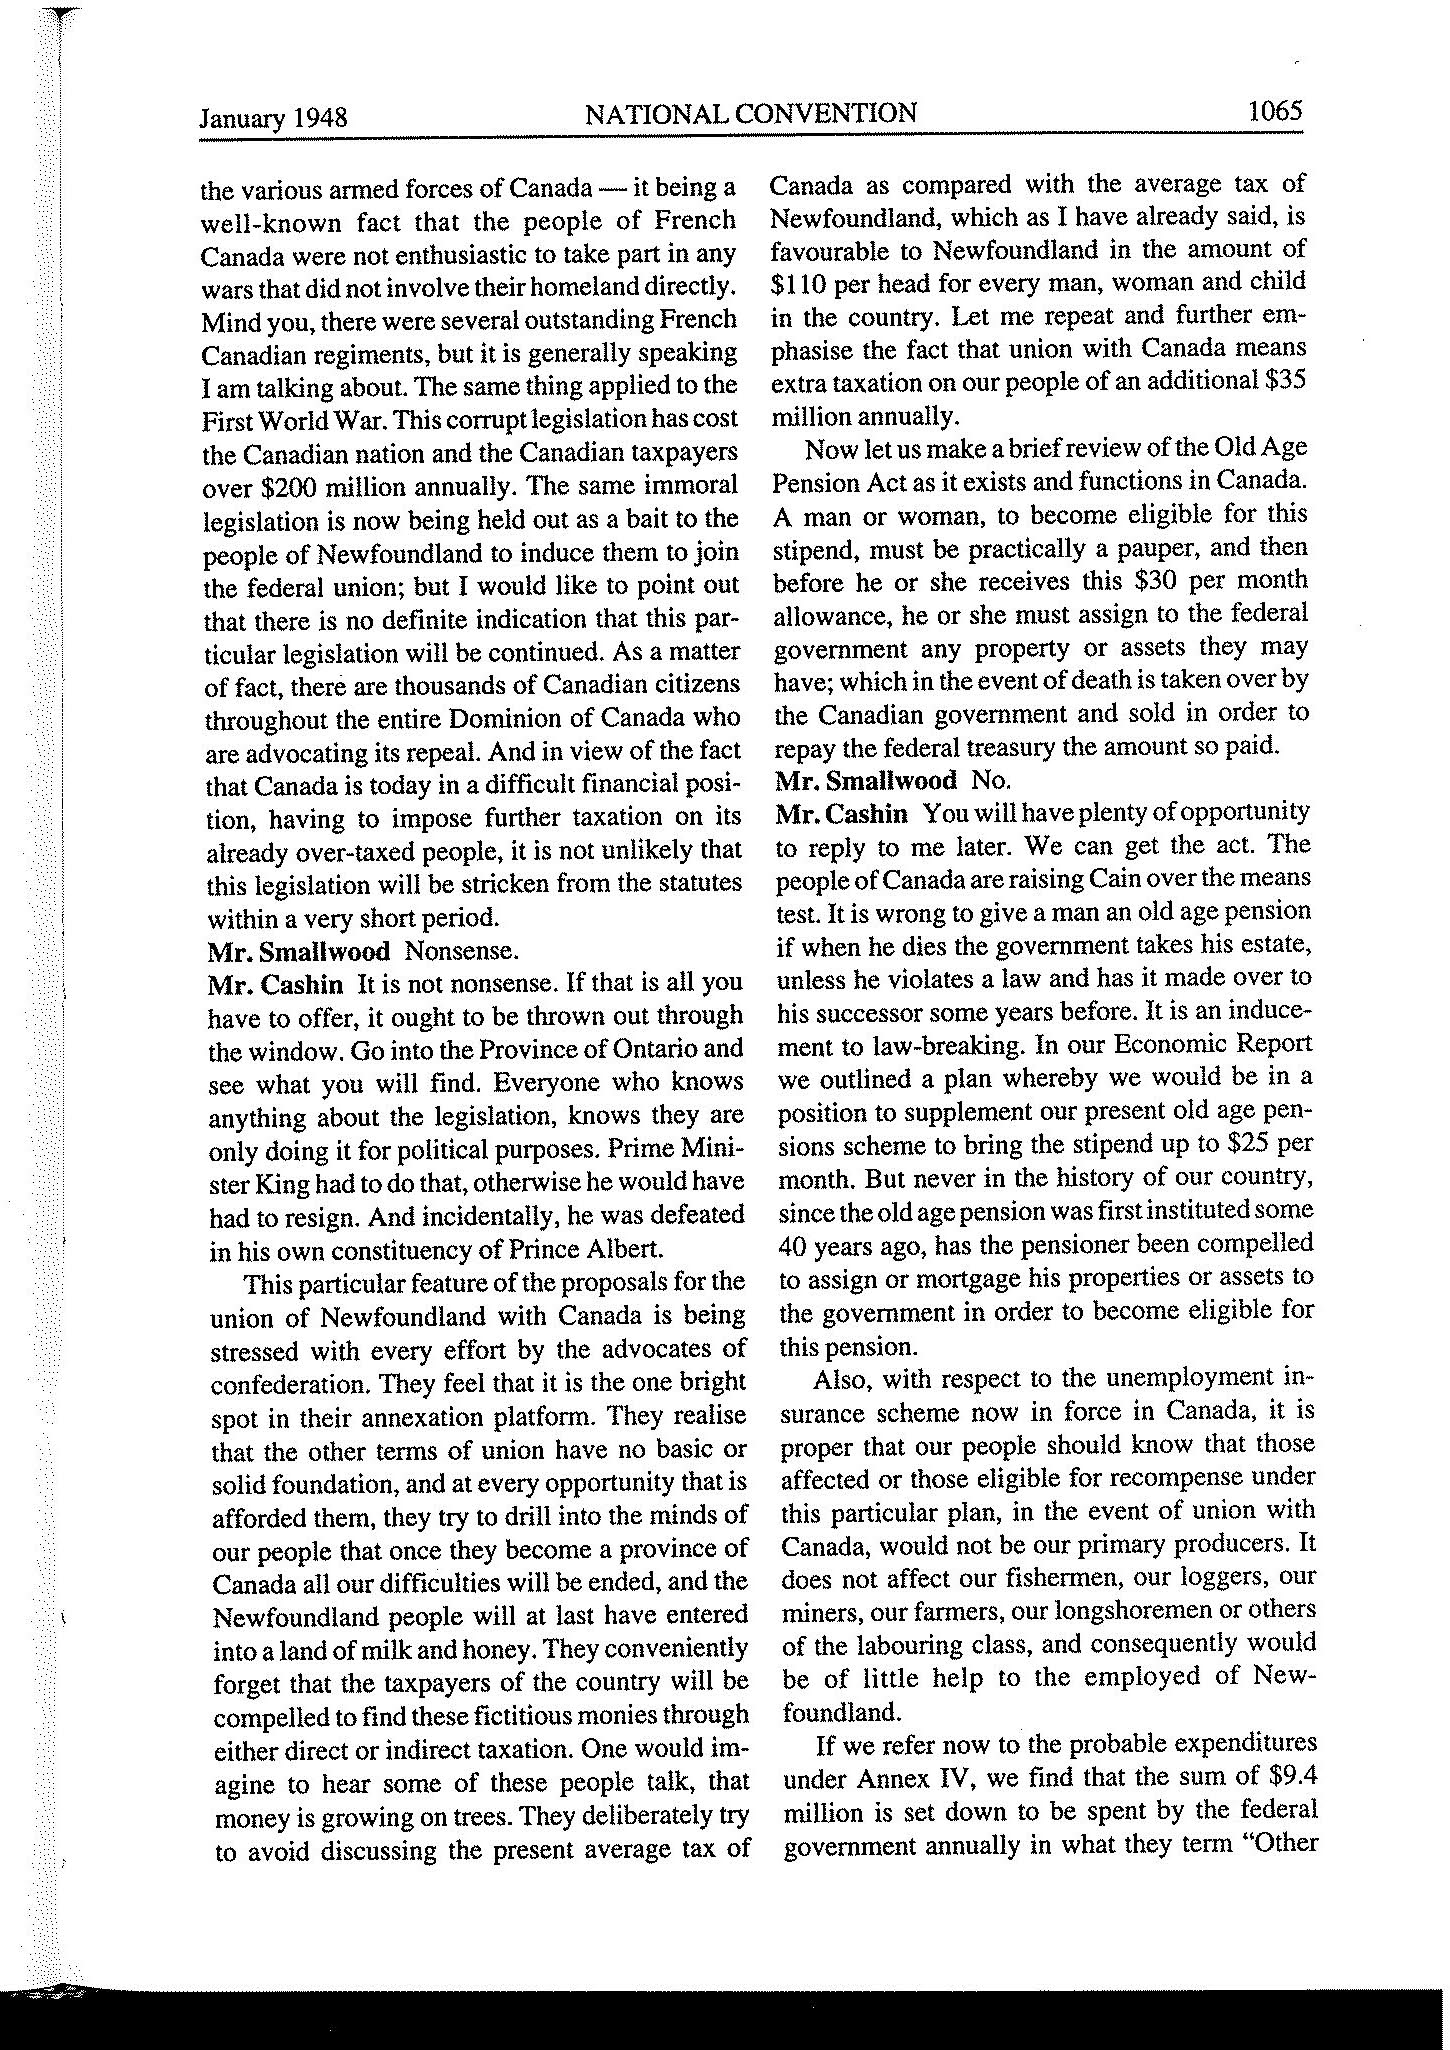 January 1948
NATIONAL CONVENTION
1065
the various armed forces of Canada — it being a
well-known fact that the people of French
Canada were not enthusiastic to take part in any
wars that did not involve their homeland directly.
Mind you, there were several outstanding French
Canadian regiments, but it is generally speaking
I am talking about. The same thing applied to the
First World War. This corrupt legislation has cost
the Canadian nation and the Canadian taxpayers
over $200 million annually. The same immoral
legislation is now being held out as a bait to the
people of Newfoundland to induce them to join
the federal union; but I would like to point out
that there is no definite indication that this par-
ticular legislation will be continued. As a matter
of fact, there are thousands of Canadian citizens
throughout the entire Dominion of Canada who
are advocating its repeal. And in view of the fact
that Canada is today in a difficult financial posi-
tion, having to impose further taxation on its
already over-taxed people, it is not unlikely that
this legislation will be stricken from the statutes
within a very short period.
Mr. Smallwood Nonsense.
Mr. Cashin It is not nonsense. If that is all you
have to offer, it ought to be thrown out through
the window. Go into the Province of Ontario and
see what you will find. Everyone who knows
anything about the legislation, knows they are
only doing it for political purposes. Prime Mini-
ster King had to do that, otherwise he would have
had to resign. And incidentally, he was defeated
in his own constituency of Prince Albert.
This particular feature of the proposals for the
union of Newfoundland with Canada is being
stressed with every effort by the advocates of
confederation. They feel that it is the one bright
spot in their annexation platform. They realise
that the other terms of union have no basic or
solid foundation, and at every opportunity that is
afforded them, they try to drill into the minds of
our people that once they become a province of
Canada all our difficulties will be ended, and the
Newfoundland people will at last have entered
into a land of milk and honey. They conveniently
forget that the taxpayers of the country will be
compelled to find these fictitious monies through
either direct or indirect taxation. One would im-
agine to hear some of these people talk, that
money is growing on trees. They deliberately try
to avoid discussing the present average tax of
Canada as compared with the average tax of
Newfoundland, which as I have already said, is
favourable to Newfoundland in the amount of
$110 per head for every man, woman and child
in the country. Let me repeat and further em-
phasise the fact that union with Canada means
extra taxation on our people of an additional $35
million annually.
Now let us make a brief review of the Old Age
Pension Act as it exists and functions in Canada.
A man or woman, to become eligible for this
stipend, must be practically a pauper, and then
before he or she receives this $30 per month
allowance, he or she must assign to the federal
government any property or assets they may
have; which in the event of death is taken over by
the Canadian government and sold in order to
repay the federal treasury the amount so paid.
Mr. Smallwood No.
Mr. Cashin You will have plenty of opportunity
to reply to me later. We can get the act. The
people of Canada are raising Cain over the means
test. It is wrong to give a man an old age pension
if when he dies the government takes his estate,
unless he violates a law and has it made over to
his successor some years before. It is an induce-
ment to law-breaking. In our Economic Report
we outlined a plan whereby we would be in a
position to supplement our present old age pen-
sions scheme to bring the stipend up to $25 per
month. But never in the history of our country,
since the old age pension was first instituted some
40 years ago, has the pensioner been compelled
to assign or mortgage his properties or assets to
the government in order to become eligible for
this pension.
Also, with respect to the unemployment in-
surance scheme now in force in Canada, it is
proper that our people should know that those
affected or those eligible for recompense under
this particular plan, in the event of union with
Canada, would not be our primary producers. It
does not affect our fishermen, our loggers, our
miners, our farmers, our longshoremen or others
of the labouring class, and consequently would
be of little help to the employed of New-
foundland.
If we refer now to the probable expenditures
under Annex IV, we find that the sum of $9.4
million is set down to be spent by the federal
government annually in what they term “Other